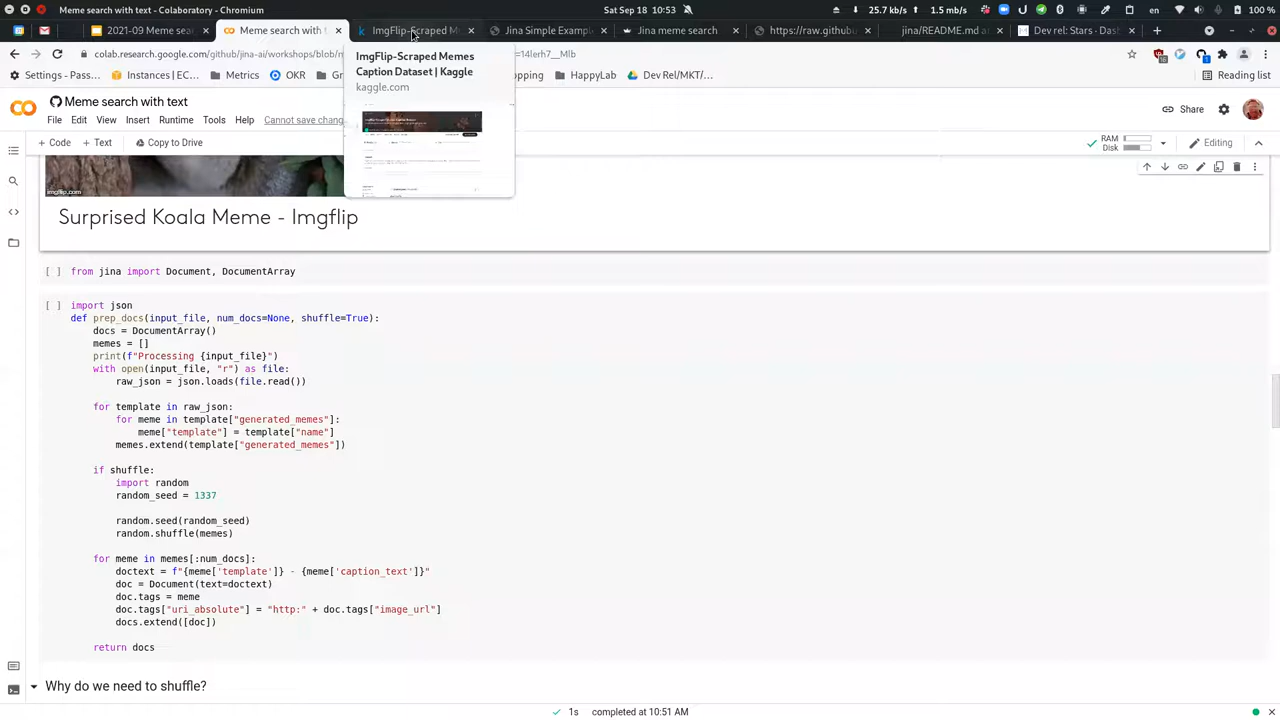 Meme search with text - Colaboratory - Chromium
Sat Sep 18 • 10:53
25.7 kb/s
1.5 mb/s
100 %
2021-09 Meme sea
Meme search with t
ImgFlip-Scraped M
Jina Simple Example
Jina meme search
https://raw.githubu
jina/README.md at
Dev rel: Stars - Dash
colab.research.google.com/github/jina-ai/workshops/blob/m
=14lerh7__Mlb
Settings - Pass...
Instances | EC...
Metrics
OKR
Gr
opping
HappyLab
Dev Rel/MKT/...
Reading list
ImgFlip-Scraped Memes
Caption Dataset | Kaggle
kaggle.com
Meme search with text
File Edit View Insert Runtime Tools Help Cannot save chang
Share
+ Code + Text Copy to Drive
RAM
Disk
Editing
imgflip.com
Surprised Koala Meme - Imgflip
[ ] from jina import Document, DocumentArray
[ ] import json
def prep_docs(input_file, num_docs=None, shuffle=True):
docs = DocumentArray()
memes = []
print(f"Processing {input_file}")
with open(input_file, "r") as file:
raw_json = json.loads(file.read())
for template in raw_json:
for meme in template["generated_memes"]:
meme["template"] = template["name"]
memes.extend(template["generated_memes"])
if shuffle:
import random
random_seed = 1337
random.seed(random_seed)
random.shuffle(memes)
for meme in memes[:num_docs]:
doctext = f"{meme['template']} - {meme['caption_text']}"
doc = Document(text=doctext)
doc.tags = meme
doc.tags["uri_absolute"] = "http:" + doc.tags["image_url"]
docs.extend([doc])
return docs
Why do we need to shuffle?
1s completed at 10:51 AM